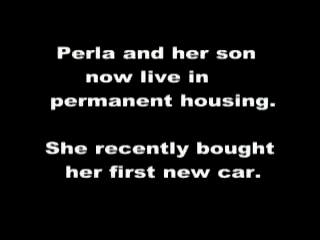 Perla and her son
now live in
permanent housing.
She recently bought
her first new car.